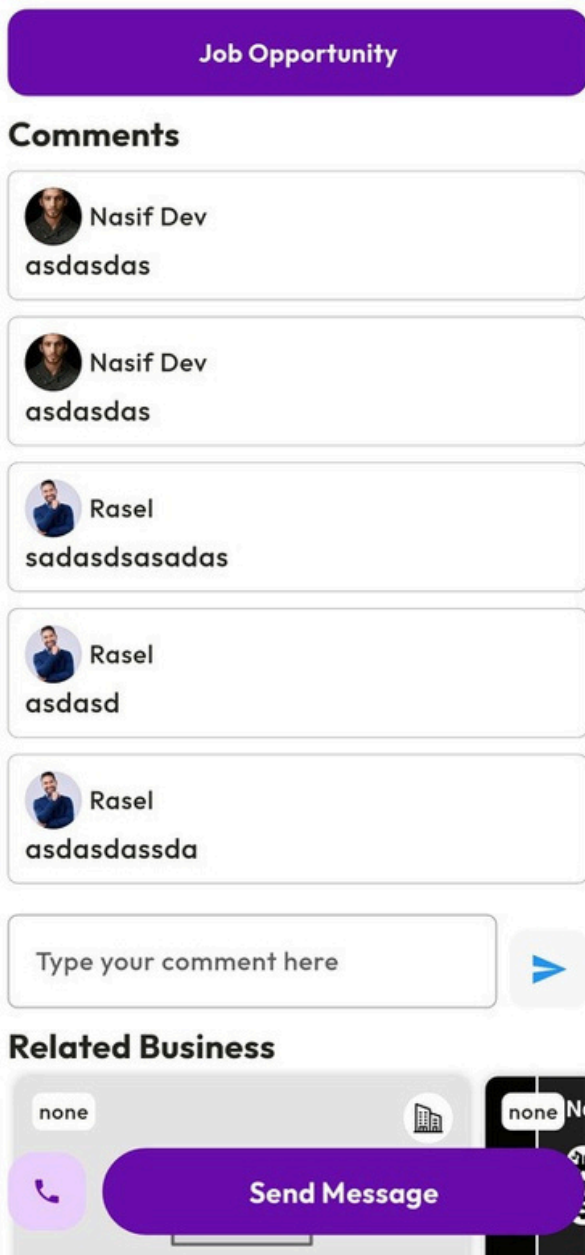 Job Opportunity
Comments
Nasif Dev
asdasdas
Nasif Dev
asdasdas
Rasel
sadasdsasadas
Rasel
asdasd
Rasel
asdasdassda
Type your comment here
Related Business
none
none
Send Message